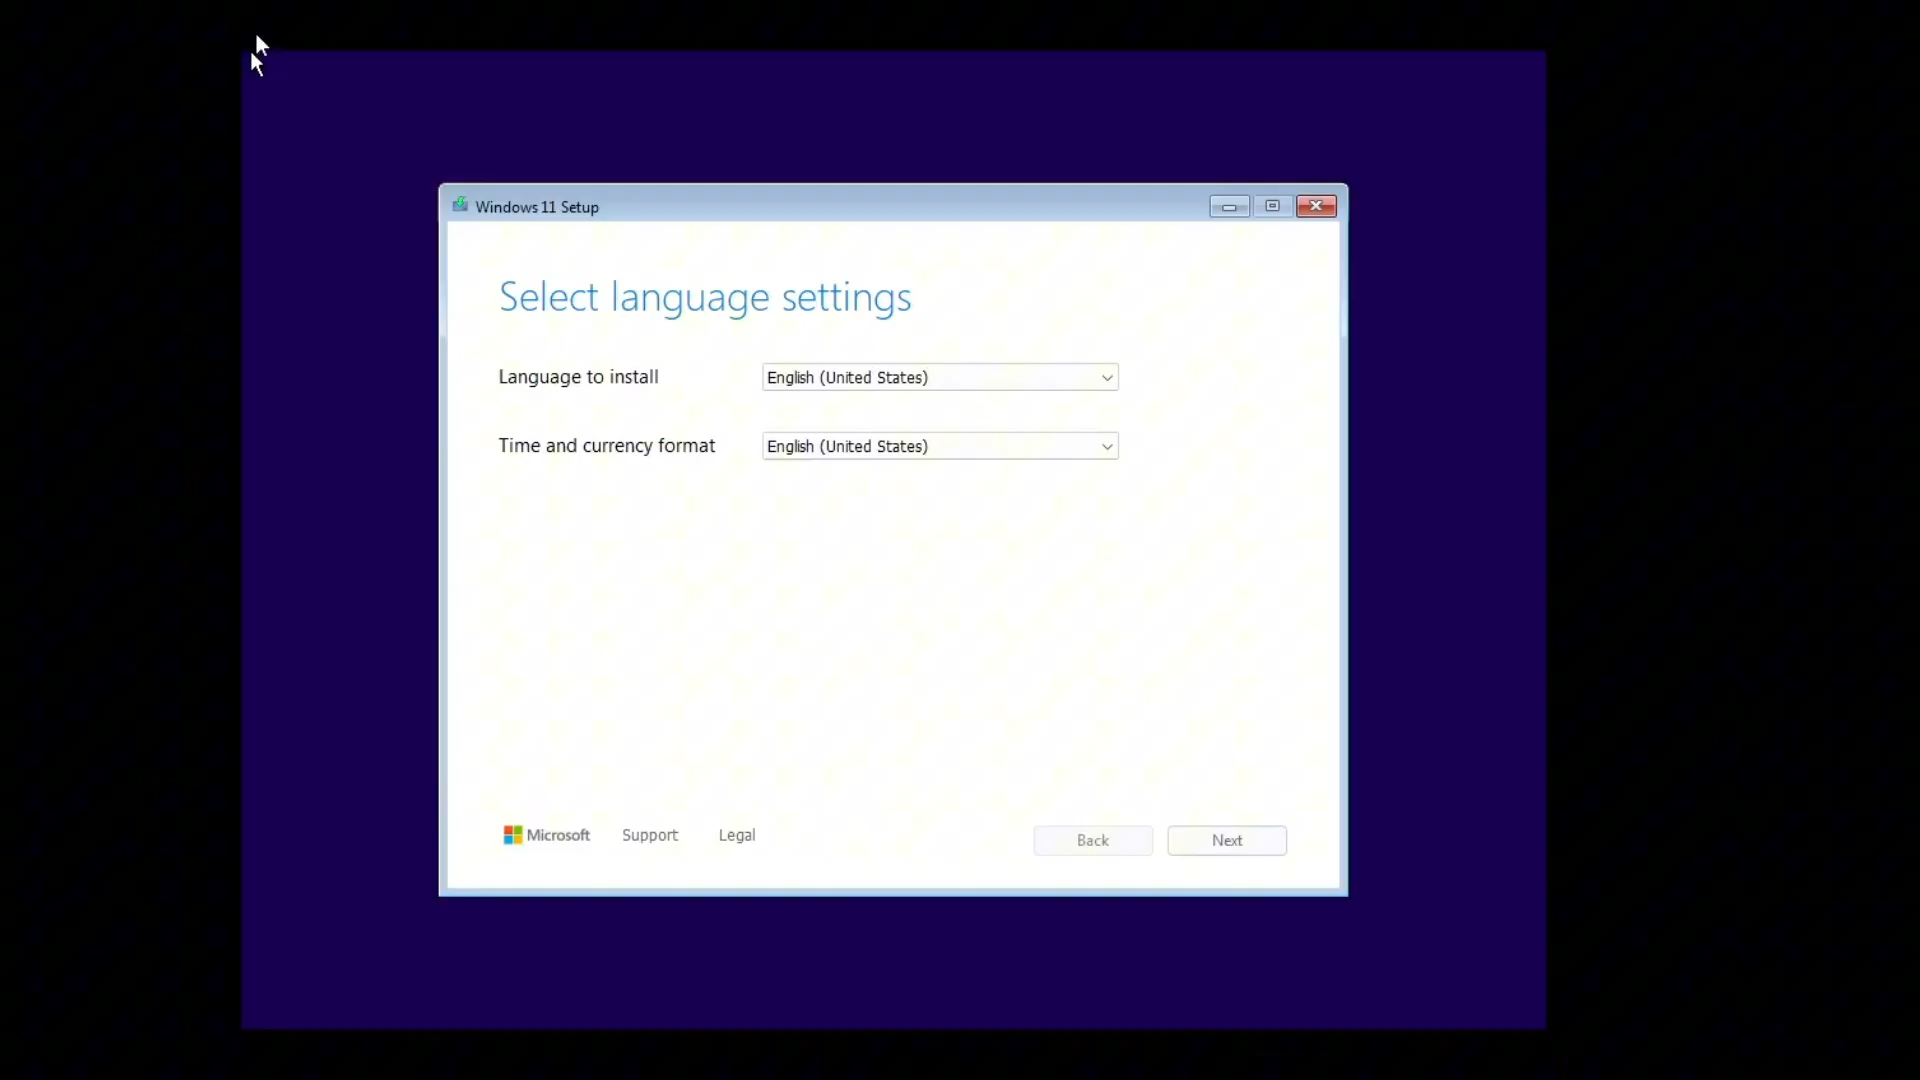 Windows 11 Setup
Select language settings
Language to install
English (United States)
Time and currency format
English (United States)
Microsoft
Support
Legal
Back
Next